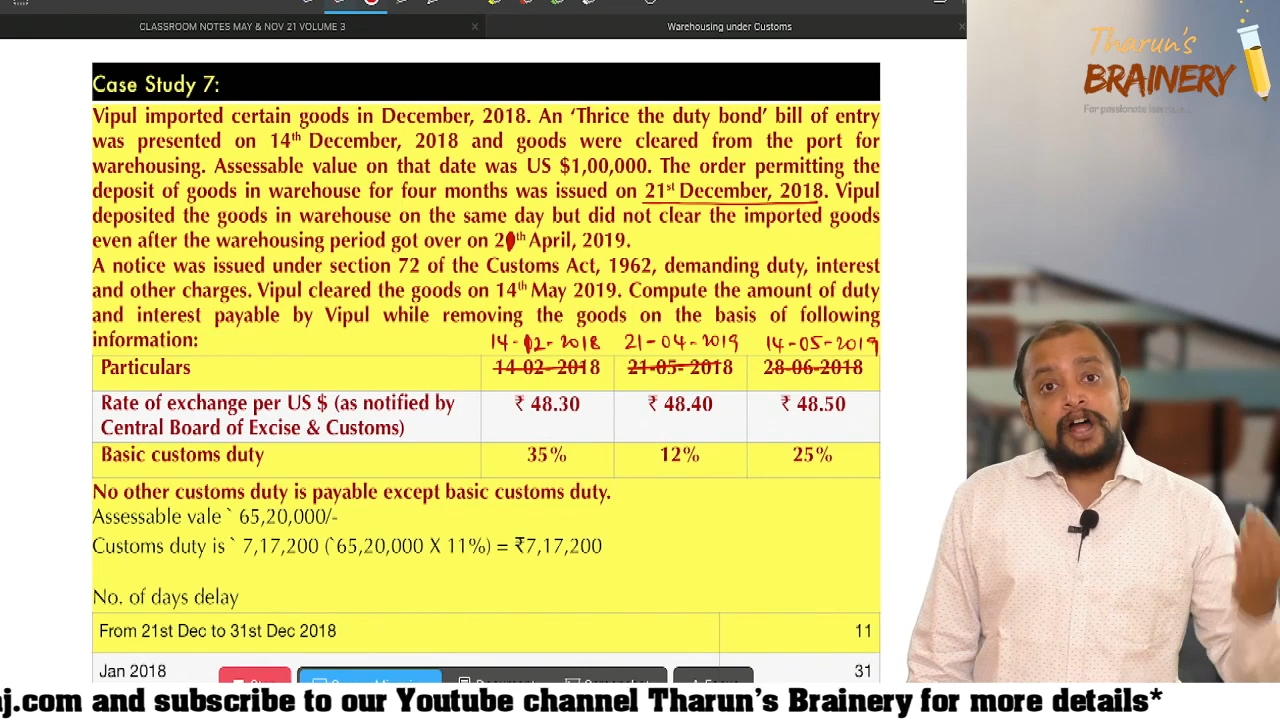 CLASSROOM NOTES MAY & NOV 21 VOLUME 3
Warehousing under Customs
Tharun's
BRAINERY
Case Study 7:
Vipul imported certain goods in December, 2018. An ‘Thrice the duty bond’ bill of entry
was presented on 14th December, 2018 and goods were cleared from the port for
warehousing. Assessable value on that date was US $1,00,000. The order permitting the
deposit of goods in warehouse for four months was issued on 21st December, 2018. Vipul
deposited the goods in warehouse on the same day but did not clear the imported goods
even after the warehousing period got over on 21th April, 2019.
A notice was issued under section 72 of the Customs Act, 1962, demanding duty, interest
and other charges. Vipul cleared the goods on 14th May 2019. Compute the amount of duty
and interest payable by Vipul while removing the goods on the basis of following
information:
14-12-2018 21-04-2019 14-05-2019
Particulars 14-02-2018 21-05-2018 28-06-2018
Rate of exchange per US $ (as notified by
Central Board of Excise & Customs) ₹ 48.30 ₹ 48.40 ₹ 48.50
Basic customs duty 35% 12% 25%
No other customs duty is payable except basic customs duty.
Assessable vale ` 65,20,000/-
Customs duty is ` 7,17,200 (`65,20,000 X 11%) = ₹7,17,200
No. of days delay
From 21st Dec to 31st Dec 2018 11
Jan 2018 31
j.com and subscribe to our Youtube channel Tharun’s Brainery for more details*